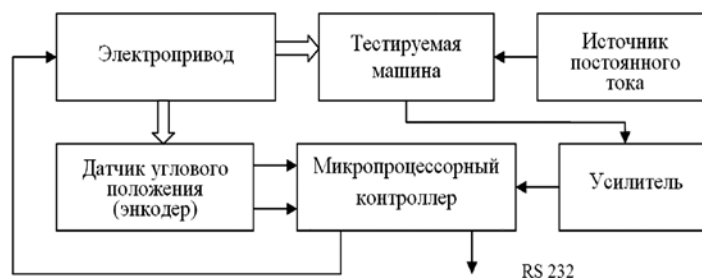 Электропривод
Тестируемая
машина
Источник
постоянного
тока
Датчик углового
положения
(энкодер)
Микропроцессорный
контроллер
Усилитель
RS 232